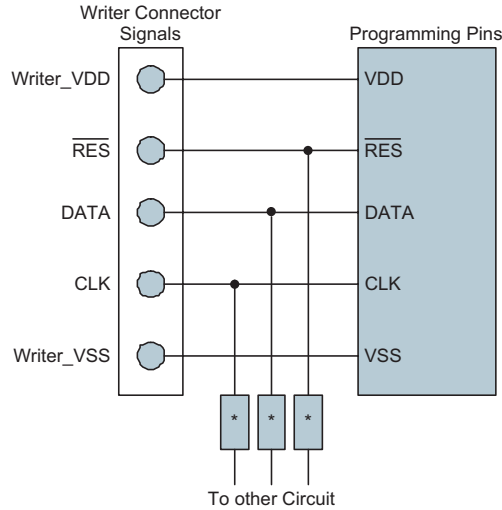 Writer Connector
Signals
Programming Pins
Writer_VDD
VDD
RES
RES
DATA
DATA
CLK
CLK
Writer_VSS
VSS
* * *
To other Circuit